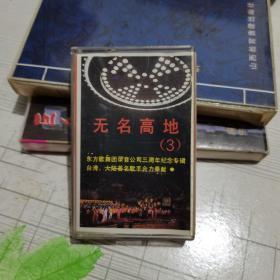 无名高地
(3)
东方歌舞团录音公司三周年纪念专辑
台湾、大陆著名歌手合力奉献